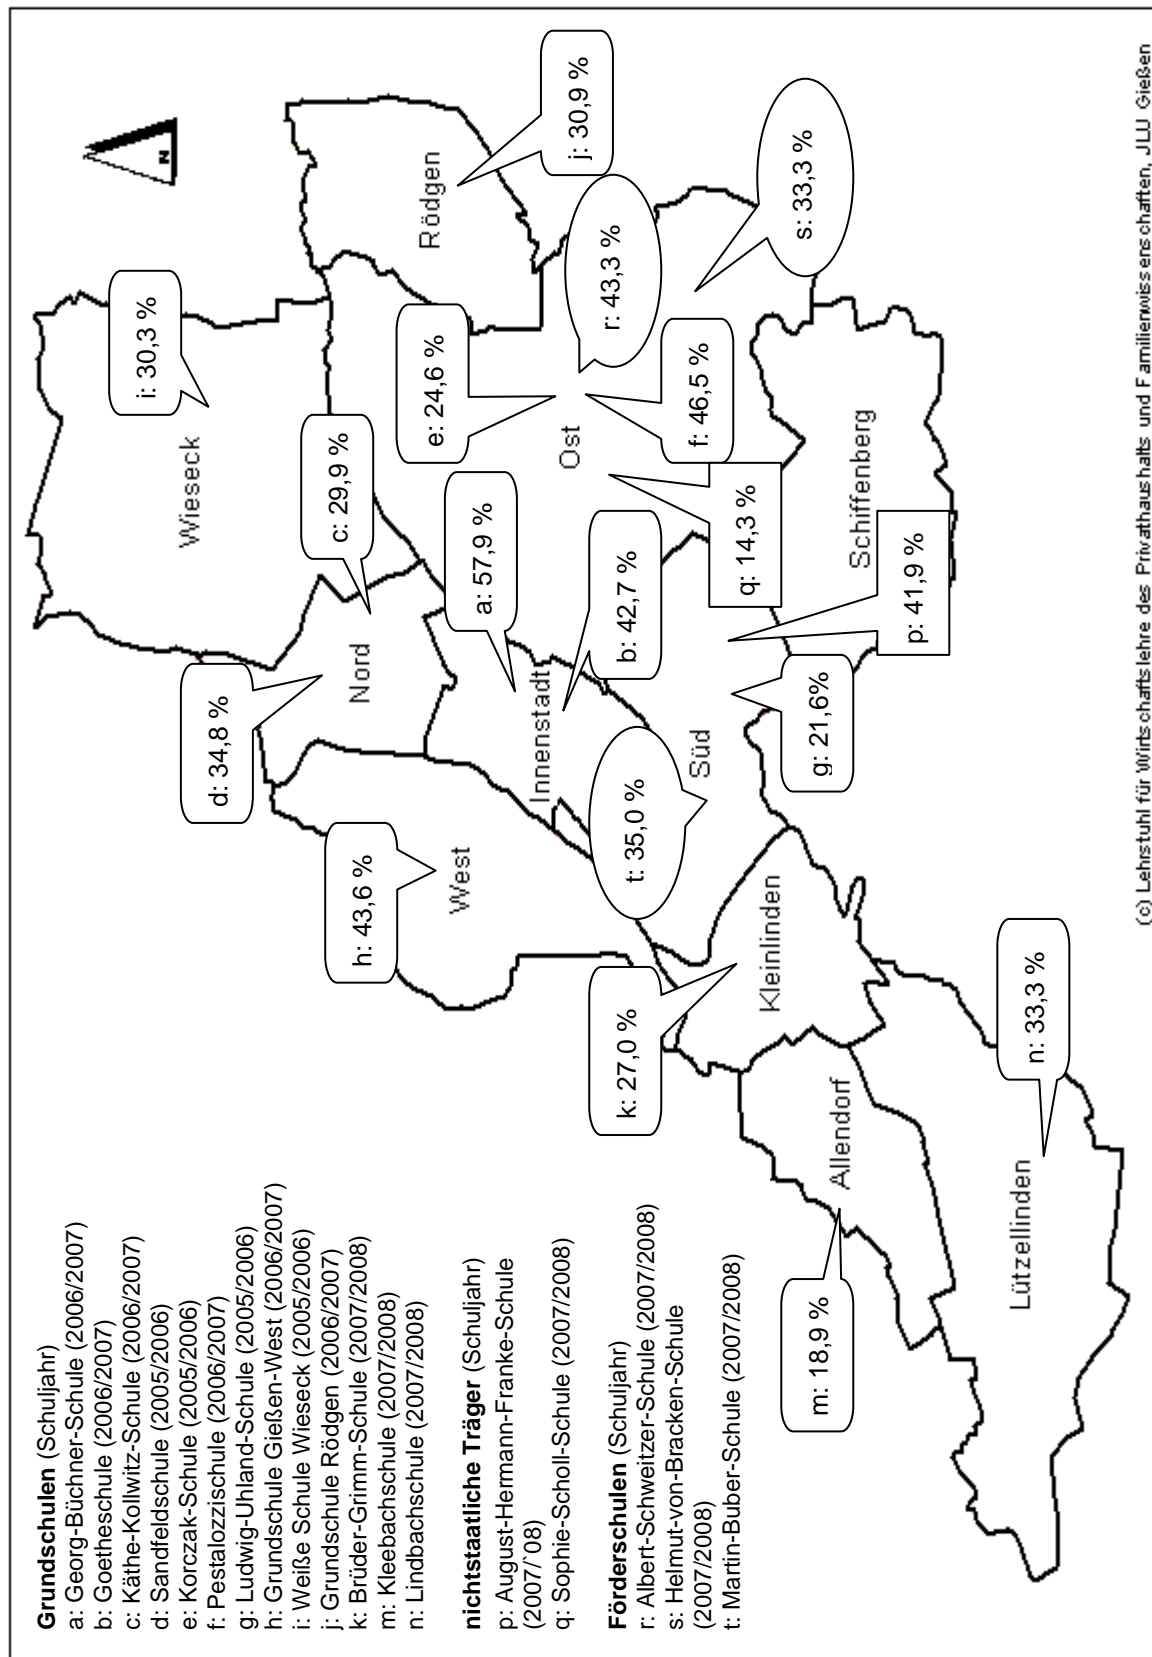 Grundschulen (Schuljahr)
a: Georg-Büchner-Schule (2006/2007)
b: Goetheschule (2006/2007)
c: Käthe-Kollwitz-Schule (2006/2007)
d: Sandfeldschule (2005/2006)
e: Korczak-Schule (2005/2006)
f: Pestalozzischule (2006/2007)
g: Ludwig-Uhland-Schule (2005/2006)
h: Grundschule Gießen-West (2006/2007)
i: Weiße Schule Wieseck (2005/2006)
j: Grundschule Rödgen (2006/2007)
k: Brüder-Grimm-Schule (2007/2008)
m: Kleebachschule (2007/2008)
n: Lindbachschule (2007/2008)
nichtstaatliche Träger (Schuljahr)
p: August-Hermann-Franke-Schule
(2007/`08)
q: Sophie-Scholl-Schule (2007/2008)
Förderschulen (Schuljahr)
r: Albert-Schweitzer-Schule (2007/2008)
s: Helmut-von-Bracken-Schule
(2007/2008)
t: Martin-Buber-Schule (2007/2008)
N
i: 30,3 %
Wieseck
c: 29,9 %
d: 34,8 %
Nord
Rödgen
j: 30,9 %
h: 43,6 %
West
a: 57,9 %
Innenstadt
e: 24,6 %
Ost
r: 43,3 %
b: 42,7 %
f: 46,5 %
s: 33,3 %
t: 35,0 %
Süd
q: 14,3 %
k: 27,0 %
Kleinlinden
g: 21,6%
p: 41,9 %
Schiffenberg
m: 18,9 %
Allendorf
Lützellinden
n: 33,3 %
(c) Lehrstuhl für Wirtschaftslehre des Privathaushalts und Familienwissenschaften, JLU Gießen